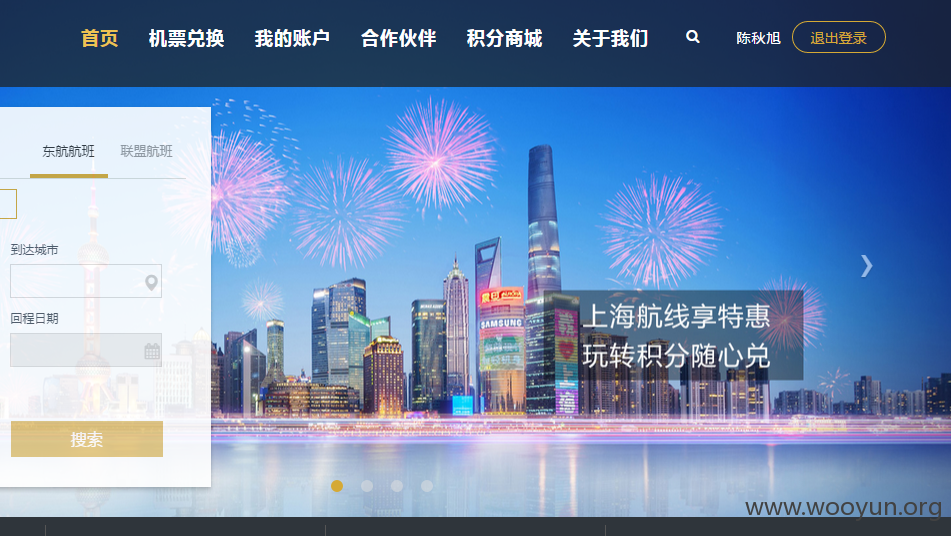 首页 机票兑换 我的账户 合作伙伴 积分商城 关于我们 陈秋旭 退出登录
东航航班 联盟航班
到达城市
回程日期
搜索
SAMSUNG
上海航线享特惠
玩转积分随心兑
www.wooyun.org